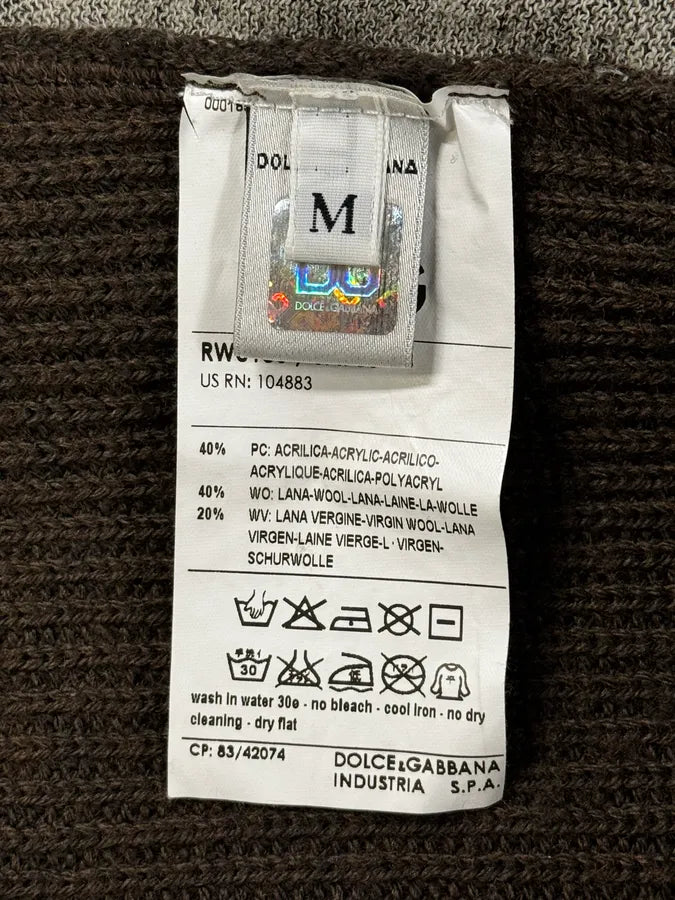 M
DOLCE&GABBANA
US RN: 104883
40% PC: ACRILICA-ACRYLIC-ACRILICO-
ACRYLIQUE-ACRILICA-POLYACRYL
40% WO: LANA-WOOL-LANA-LAINE-LA-WOLLE
20% WV: LANA VERGINE-VIRGIN WOOL-LANA
VIRGEN-LAINE VIERGE-L·VIRGEN-
SCHURWOLLE
30
低
平
wash in water 30e - no bleach - cool iron - no dry
cleaning - dry flat
CP: 83/42074
DOLCE&GABBANA
INDUSTRIA S.P.A.